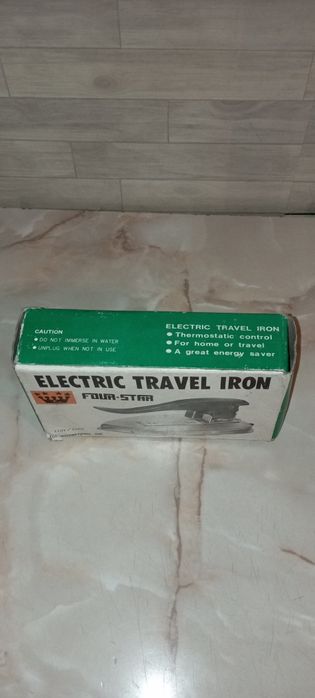 CAUTION
● DO NOT IMMERSE IN WATER
● UNPLUG WHEN NOT IN USE
ELECTRIC TRAVEL IRON
● Thermostatic control
● For home or travel
● A great energy saver
ELECTRIC TRAVEL IRON
FOUR-STAR